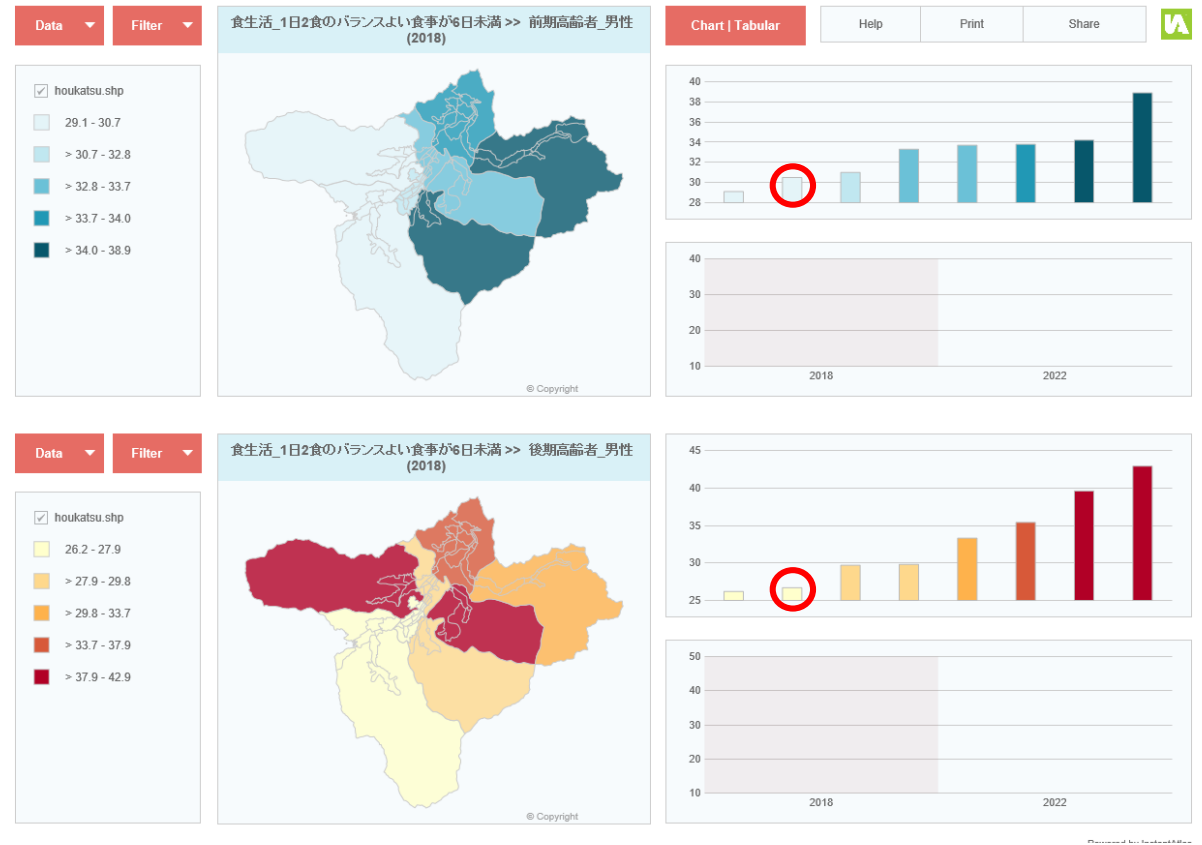 Data
Filter
食生活_1日2食のバランスよい食事が6日未満 >> 前期高齢者_男性
(2018)
Chart | Tabular
Help
Print
Share
houkatsu.shp
29.1 - 30.7
> 30.7 - 32.8
> 32.8 - 33.7
> 33.7 - 34.0
> 34.0 - 38.9
© Copyright
40
38
36
34
32
30
28
40
30
20
10
2018
2022
Data
Filter
食生活_1日2食のバランスよい食事が6日未満 >> 後期高齢者_男性
(2018)
houkatsu.shp
26.2 - 27.9
> 27.9 - 29.8
> 29.8 - 33.7
> 33.7 - 37.9
> 37.9 - 42.9
© Copyright
45
40
35
30
25
50
40
30
20
10
2018
2022
Powered by InstantAtlas